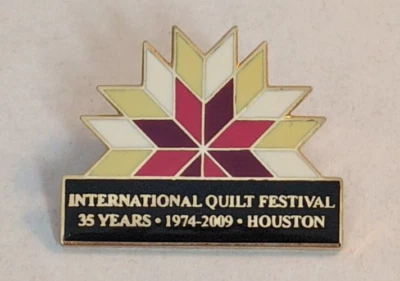 INTERNATIONAL QUILT FESTIVAL
35 YEARS • 1974-2009 • HOUSTON